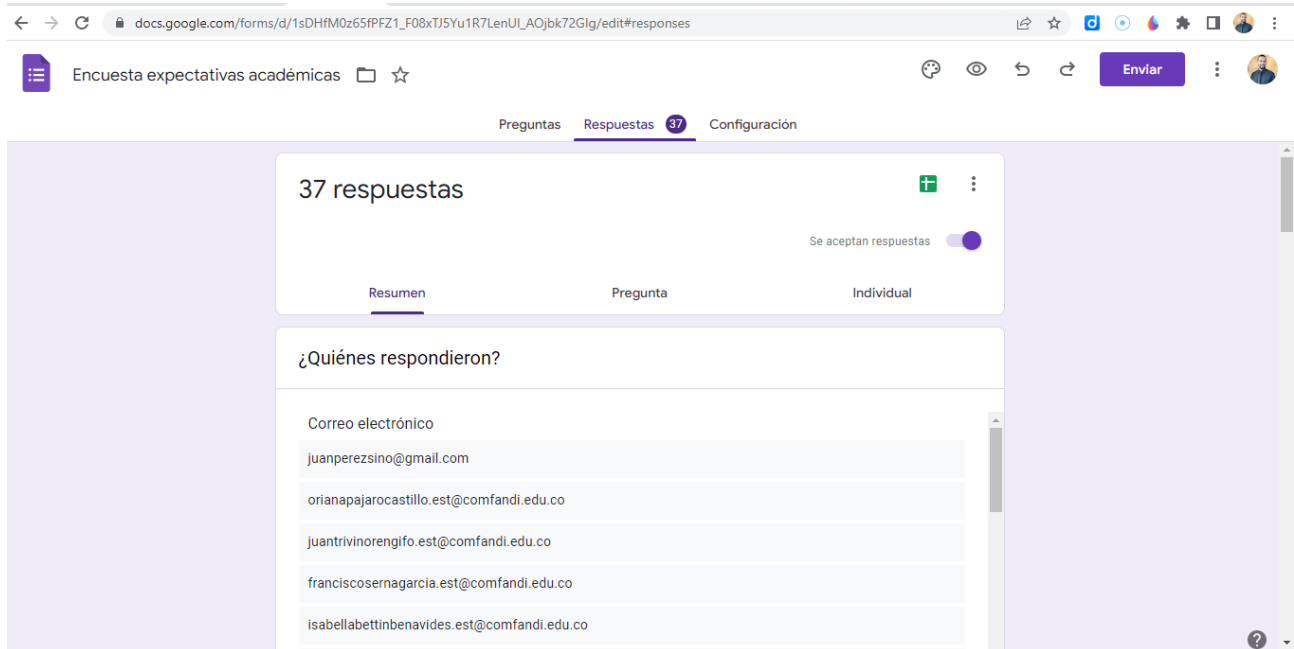 docs.google.com/forms/d/1sDHfM0z65fPFZ1_F08xTJ5Yu1R7LenUI_AOjbk72GIg/edit#responses
Encuesta expectativas académicas
Enviar
Preguntas Respuestas 37 Configuración
37 respuestas
Se aceptan respuestas
Resumen Pregunta Individual
¿Quiénes respondieron?
Correo electrónico
juanperezsino@gmail.com
orianapajarocastillo.est@comfandi.edu.co
juantrivinorengifo.est@comfandi.edu.co
franciscosernagarcia.est@comfandi.edu.co
isabellabettinbenavides.est@comfandi.edu.co